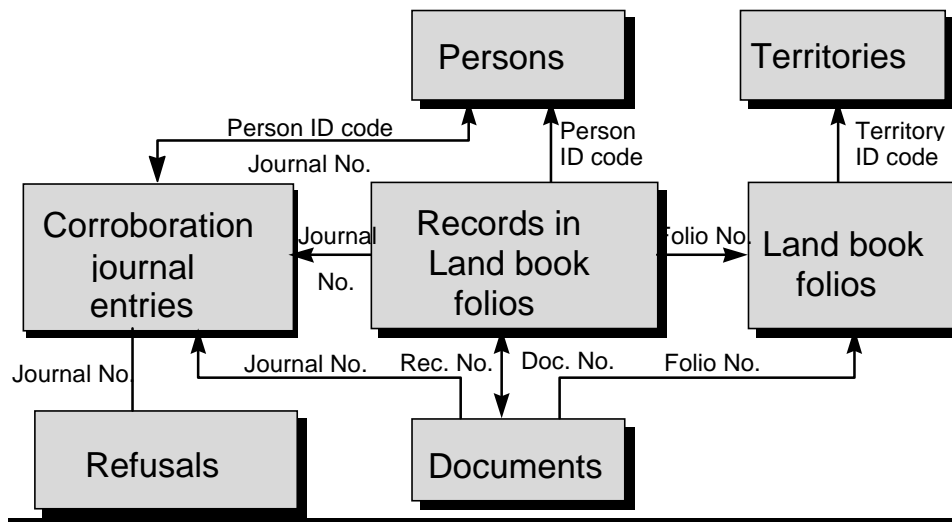 Persons
Territories
Person ID code
Journal No.
Person
ID code
Territory
ID code
Corroboration
journal
entries
Journal
No.
Records in
Land book
folios
Folio No.
Land book
folios
Journal No.
Journal No.
Rec. No.
Doc. No.
Folio No.
Refusals
Documents